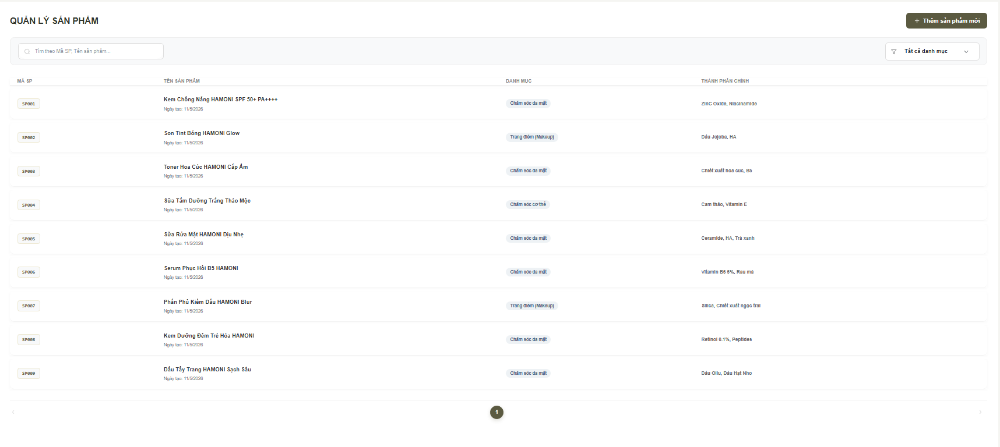 QUẢN LÝ SẢN PHẨM
+ Thêm sản phẩm mới
Tìm theo Mã SP, Tên sản phẩm...
Tất cả danh mục
MÃ SP TÊN SẢN PHẨM DANH MỤC THÀNH PHẦN CHÍNH
SP001 Kem Chống Nắng HAMONI SPF 50+ PA++++ Chăm sóc da mặt ZinC Oxide, Niacinamide
Ngày tạo: 11/5/2026
SP002 Son Tint Bóng HAMONI Glow Trang điểm (Makeup) Dầu Jojoba, HA
Ngày tạo: 11/5/2026
SP003 Toner Hoa Cúc HAMONI Cấp Ẩm Chăm sóc da mặt Chiết xuất hoa cúc, B5
Ngày tạo: 11/5/2026
SP004 Sữa Tắm Dưỡng Trắng Thảo Mộc Chăm sóc cơ thể Cam thảo, Vitamin E
Ngày tạo: 11/5/2026
SP005 Sữa Rửa Mặt HAMONI Dịu Nhẹ Chăm sóc da mặt Ceramide, HA, Trà xanh
Ngày tạo: 11/5/2026
SP006 Serum Phục Hồi B5 HAMONI Chăm sóc da mặt Vitamin B5 5%, Rau má
Ngày tạo: 11/5/2026
SP007 Phấn Phủ Kiềm Dầu HAMONI Blur Trang điểm (Makeup) Silica, Chiết xuất ngọc trai
Ngày tạo: 11/5/2026
SP008 Kem Dưỡng Đêm Trẻ Hóa HAMONI Chăm sóc da mặt Retinol 0.1%, Peptides
Ngày tạo: 11/5/2026
SP009 Dầu Tẩy Trang HAMONI Sạch Sâu Chăm sóc da mặt Dầu Oliu, Dầu Hạt Nho
Ngày tạo: 11/5/2026
1